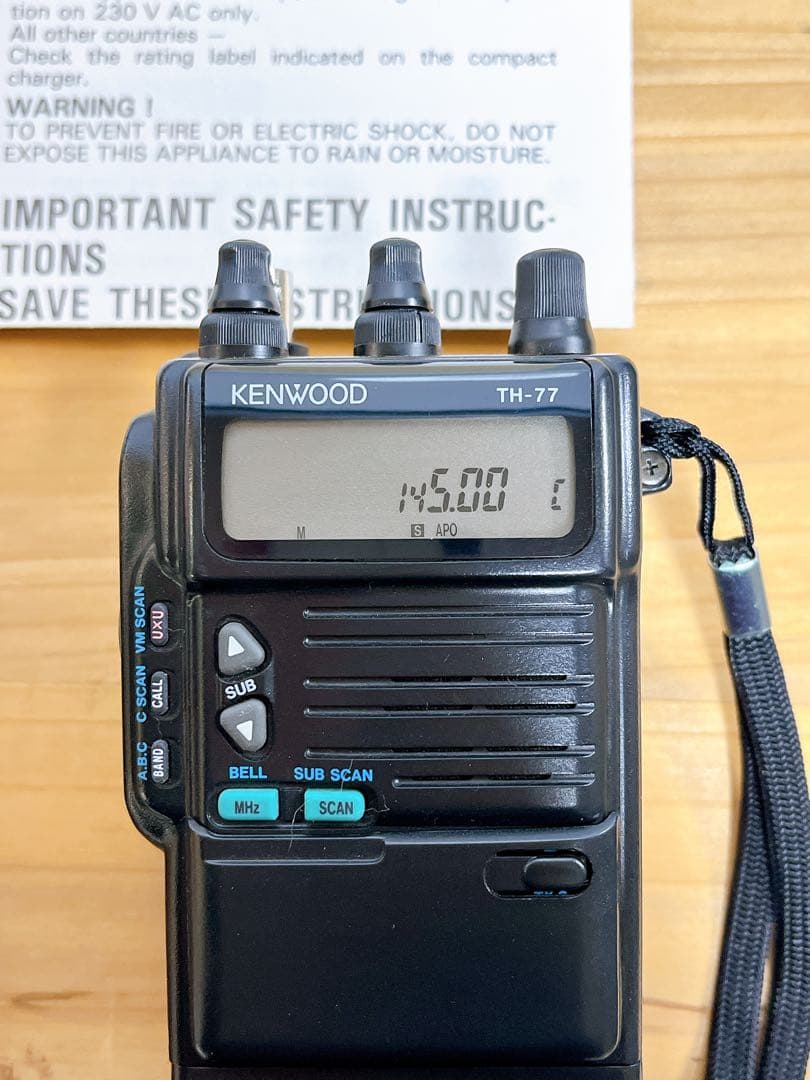 tion on 230 V AC only.
All other countries —
Check the rating label indicated on the compact
charger.
WARNING !
TO PREVENT FIRE OR ELECTRIC SHOCK, DO NOT
EXPOSE THIS APPLIANCE TO RAIN OR MOISTURE.
IMPORTANT SAFETY INSTRUC-
TIONS
SAVE
KENWOOD TH-77
145.00 C
M S APO
VM SCAN
UXU
C SCAN
CALL
A.B.C
BAND
SUB
BELL SUB SCAN
MHz SCAN